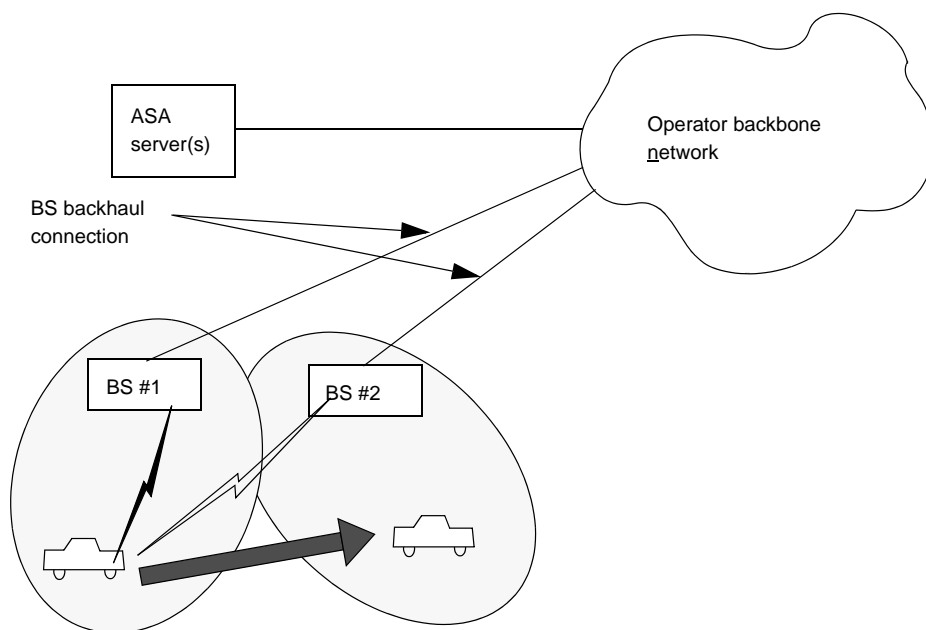 ASA
server(s)
Operator backbone
network
BS backhaul
connection
BS #1
BS #2